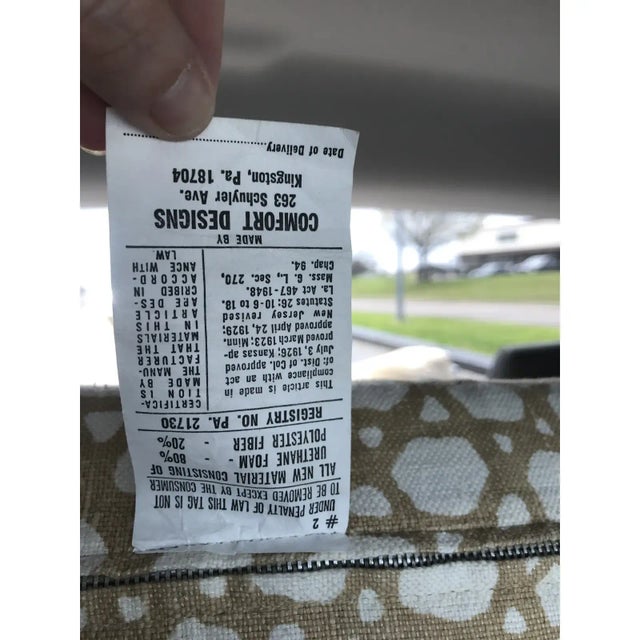 # 2
UNDER PENALTY OF LAW THIS TAG IS NOT
TO BE REMOVED EXCEPT BY THE CONSUMER
ALL NEW MATERIAL CONSISTING OF
URETHANE FOAM - - 80%
POLYESTER FIBER - 20%
REGISTRY NO. PA. 21730
This article is made in
compliance with an act
of: Dist. of Col. approved
July 3, 1926; Kansas ap-
proved March 1923; Minn.
approved April 24, 1929;
New Jersey revised
Statutes 26:10-6 to 18.
La. Act 467-1948.
Mass. G. L., Sec. 270,
Chap. 94.
CERTIFICA-
TION IS
MADE BY
THE MANU-
FACTURER
THAT THE
MATERIALS
IN THIS
ARTICLE
ARE DES-
CRIBED IN
ACCORD-
ANCE WITH
LAW.
MADE BY
COMFORT DESIGNS
263 Schuyler Ave.
Kingston, Pa. 18704
Date of Delivery